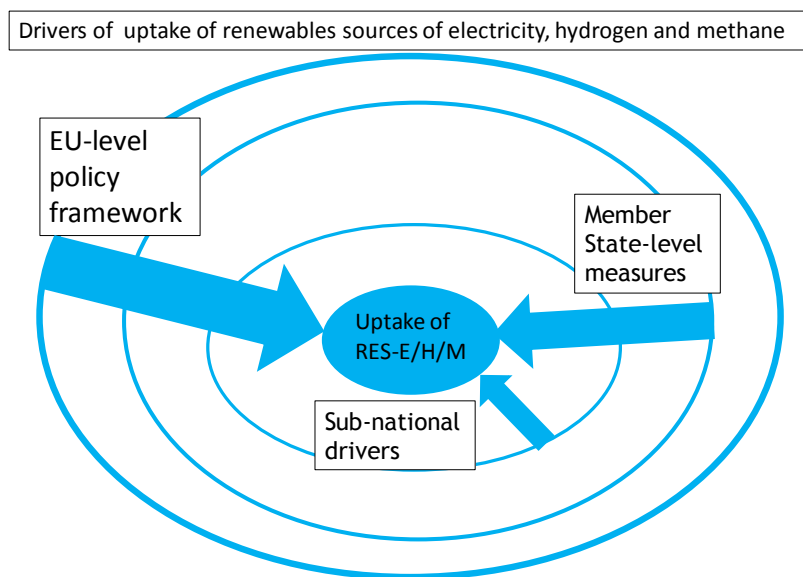 Drivers of uptake of renewables sources of electricity, hydrogen and methane
EU-level
policy
framework
Member
State-level
measures
Uptake of
RES-E/H/M
Sub-national
drivers